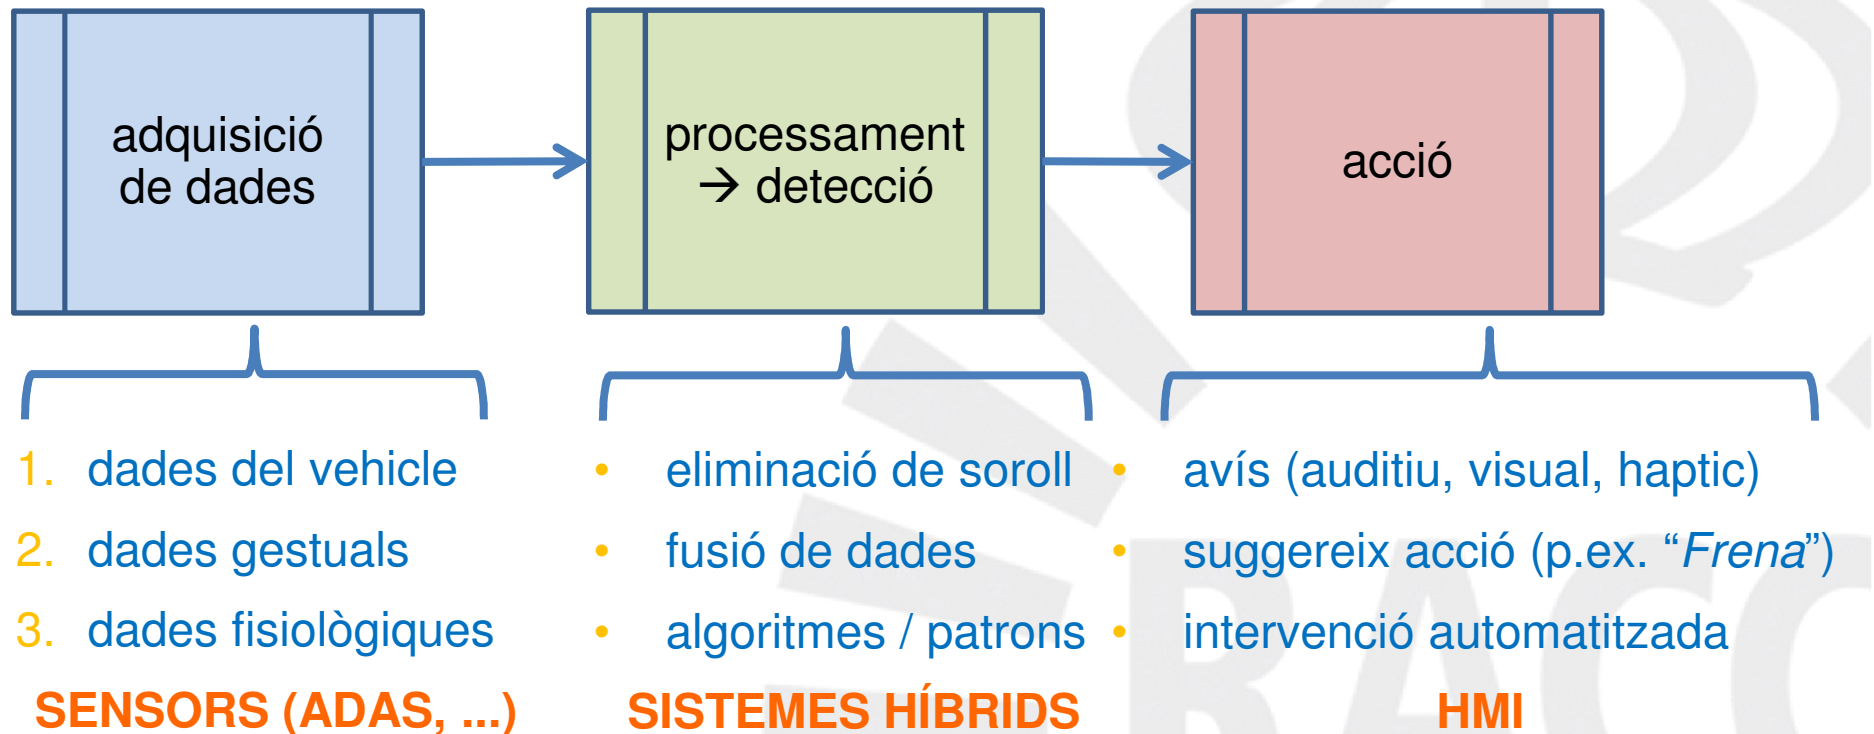 adquisició
de dades
processament
→ detecció
acció
1. dades del vehicle
2. dades gestuals
3. dades fisiològiques
SENSORS (ADAS, ...)
• eliminació de soroll
• fusió de dades
• algoritmes / patrons
SISTEMES HÍBRIDS
• avís (auditiu, visual, haptic)
• suggereix acció (p.ex. “Frena”)
• intervenció automatitzada
HMI
RACC